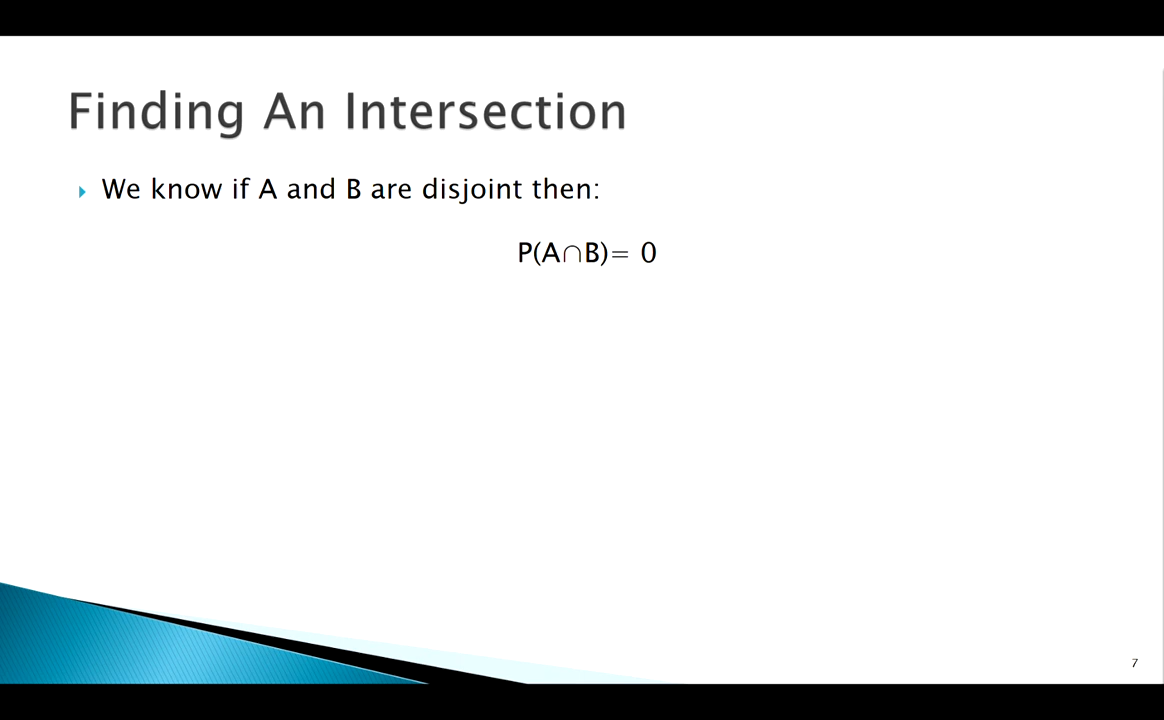 Finding An Intersection
We know if A and B are disjoint then:
P(A∩B)= 0
7